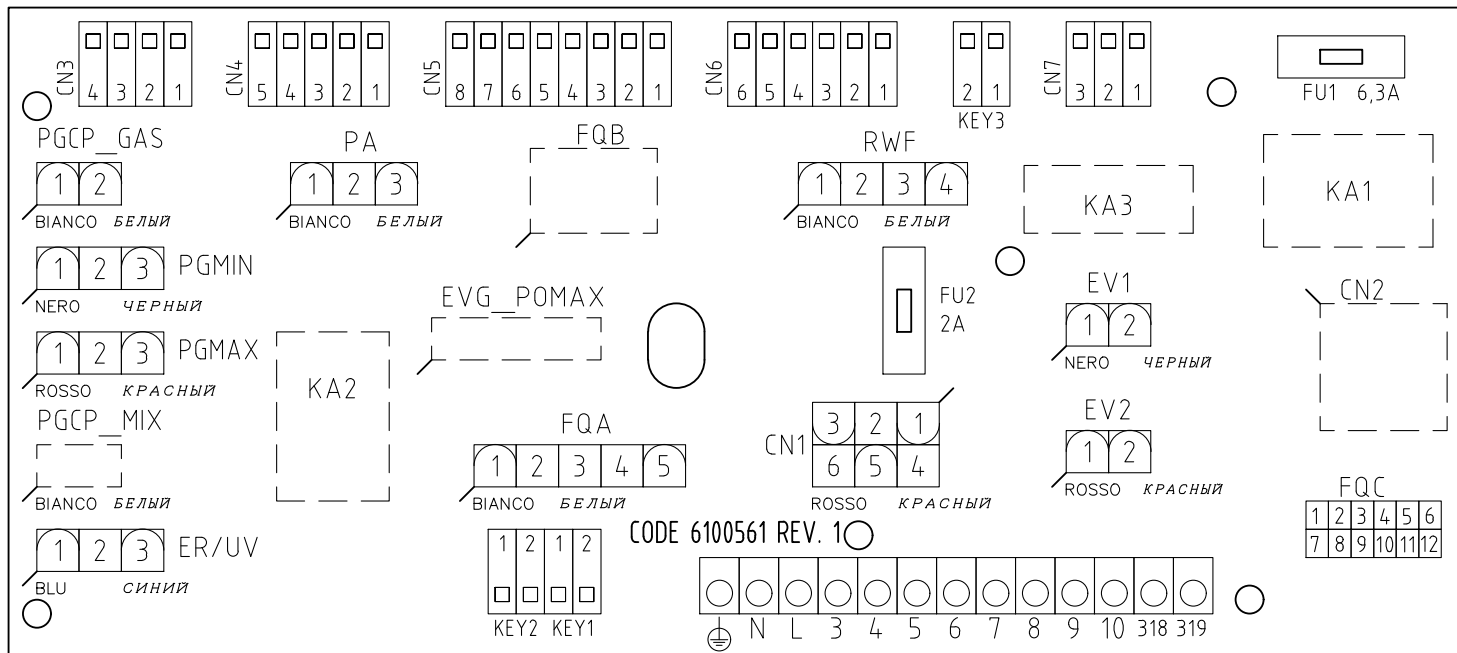 CN3 4 3 2 1
CN4 5 4 3 2 1
CN5 8 7 6 5 4 3 2 1
CN6 6 5 4 3 2 1
2 1
KEY3
CN7 3 2 1
FU1 6,3A
PGCP_GAS
1 2
BIANCO БЕЛЫЙ
PA
1 2 3
BIANCO БЕЛЫЙ
FQB
RWF
1 2 3 4
BIANCO БЕЛЫЙ
KA3
KA1
1 2 3 PGMIN
NERO ЧЕРНЫЙ
EVG_POMAX
FU2
2A
EV1
1 2
NERO ЧЕРНЫЙ
CN2
1 2 3 PGMAX
ROSSO КРАСНЫЙ
KA2
PGCP_MIX
BIANCO БЕЛЫЙ
FQA
1 2 3 4 5
BIANCO БЕЛЫЙ
CN1
3 2 1
6 5 4
ROSSO КРАСНЫЙ
EV2
1 2
ROSSO КРАСНЫЙ
FQC
1 2 3 4 5 6
7 8 9 10 11 12
1 2 3 ER/UV
BLU СИНИЙ
CODE 6100561 REV. 1
1 2 1 2
KEY2 KEY1
N L 3 4 5 6 7 8 9 10 318 319